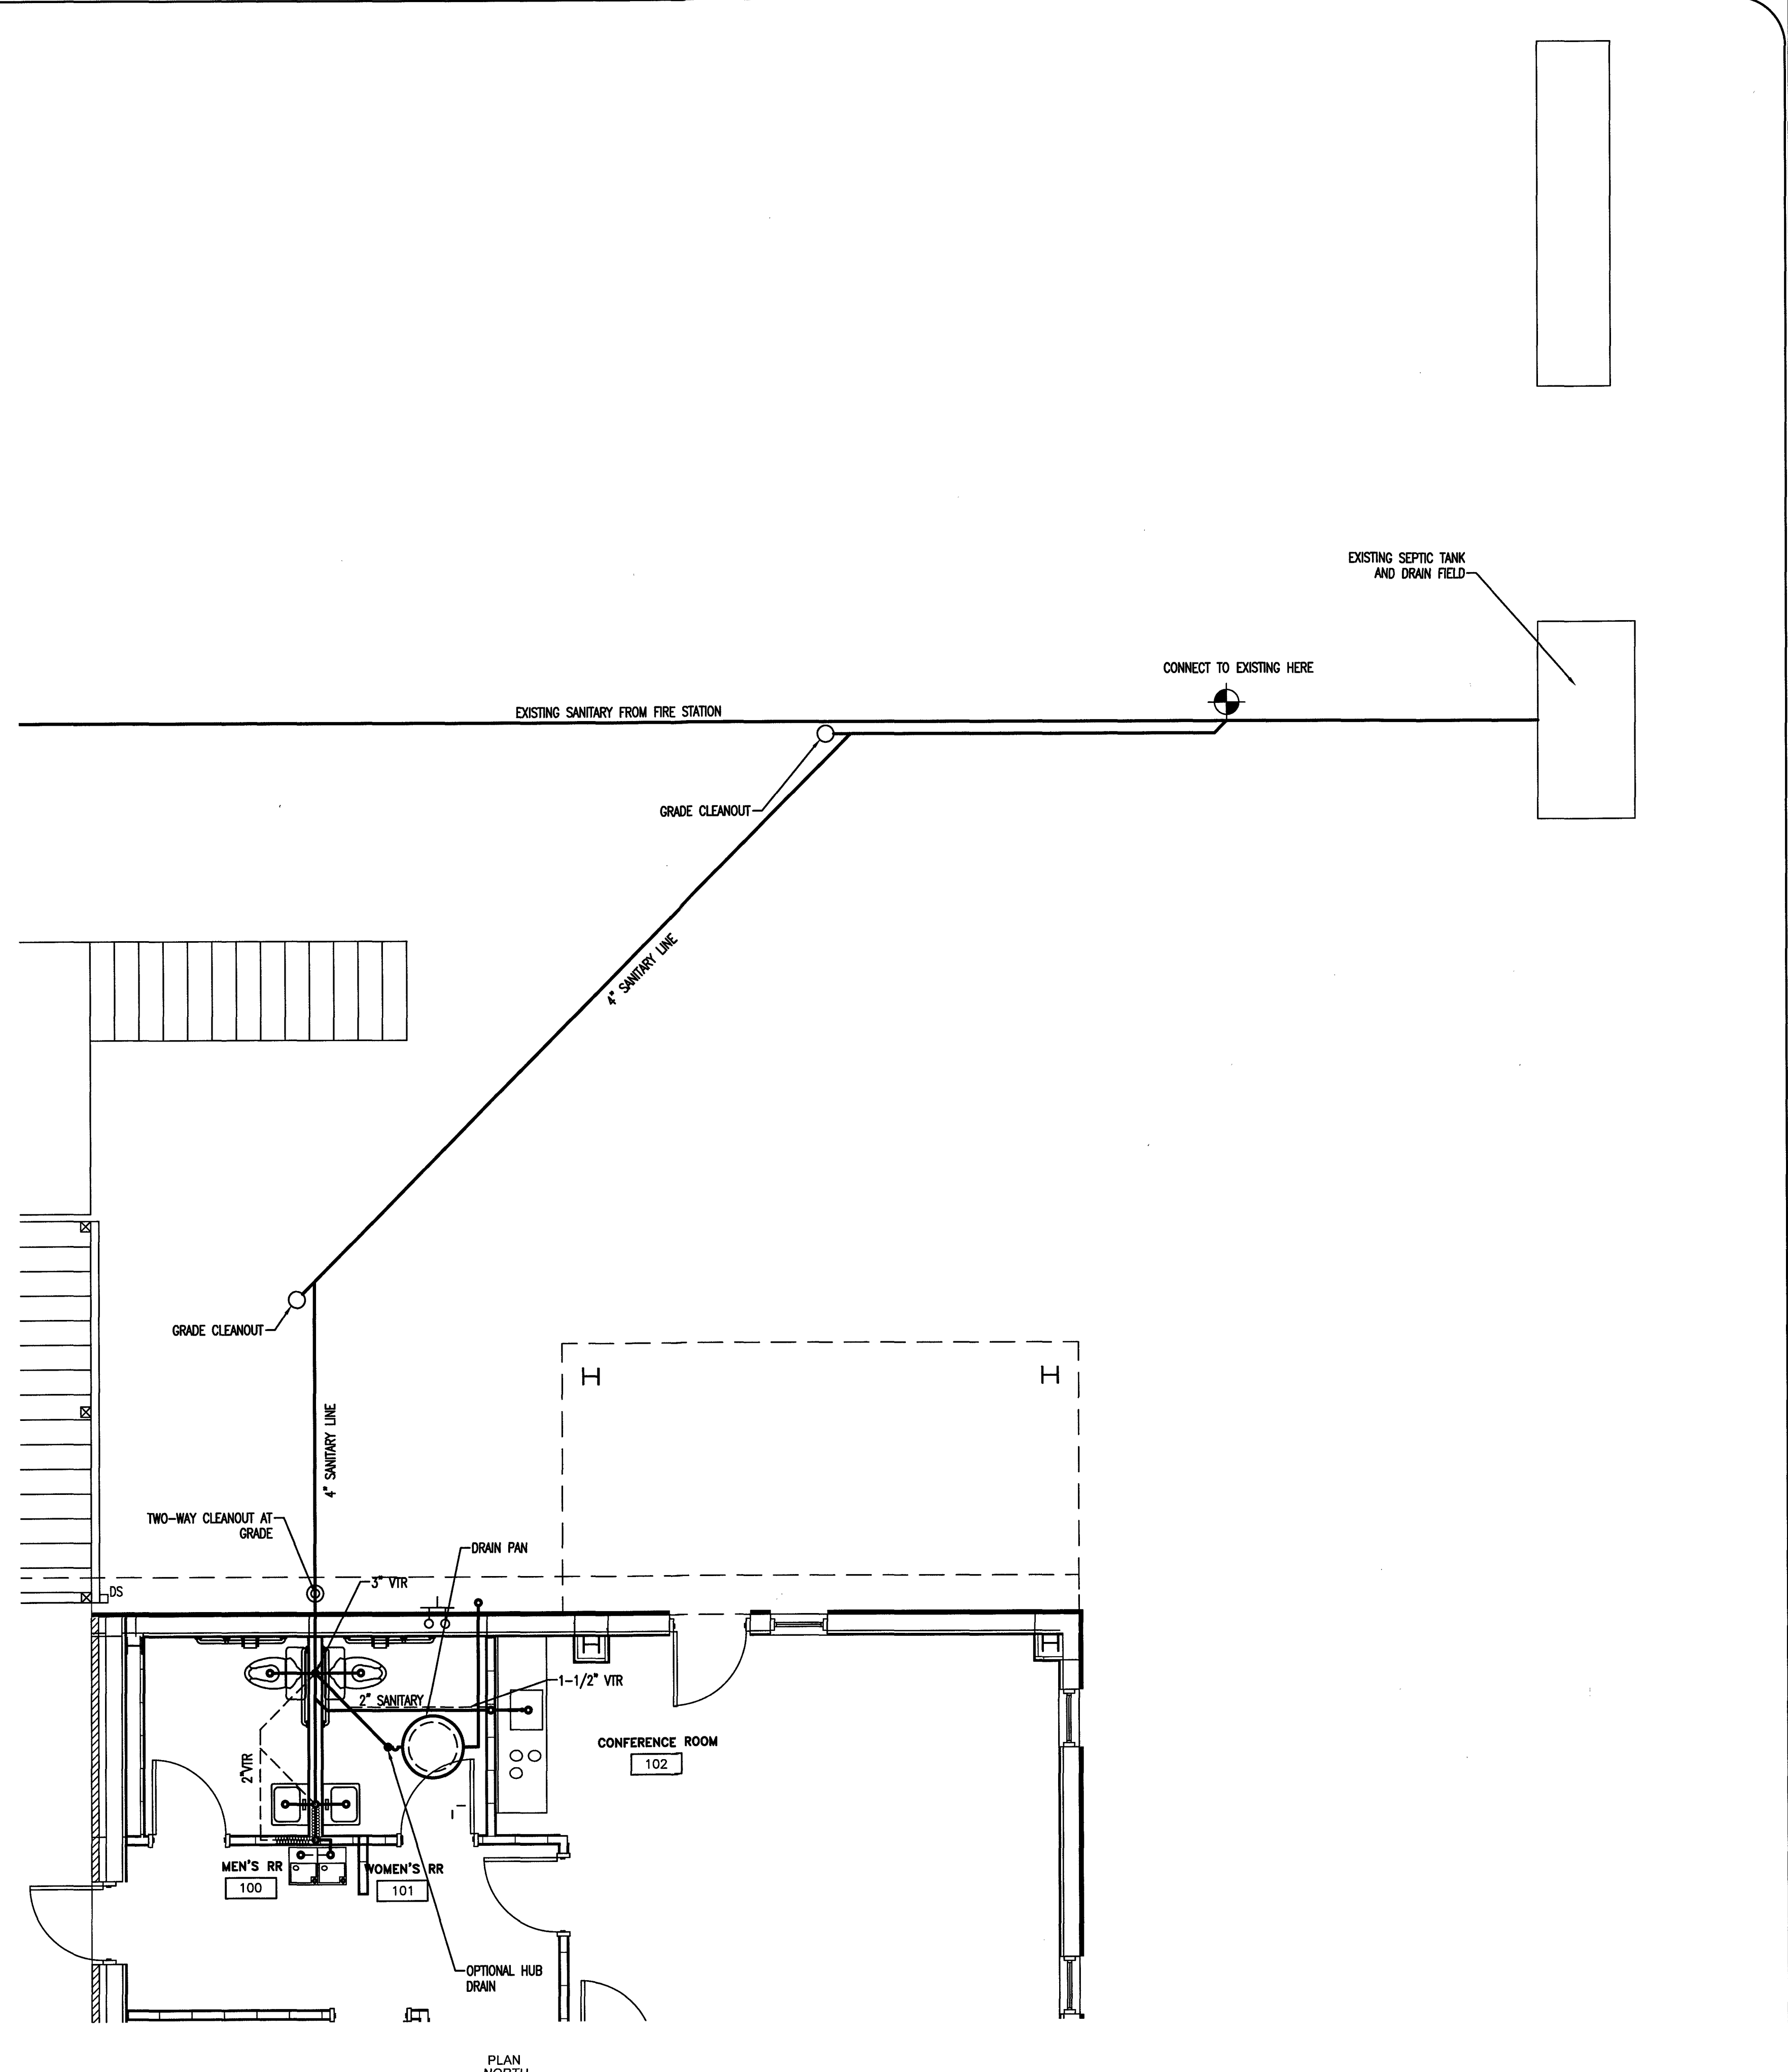 EXISTING SEPTIC TANK
AND DRAIN FIELD
CONNECT TO EXISTING HERE
EXISTING SANITARY FROM FIRE STATION
GRADE CLEANOUT
4" SANITARY LINE
GRADE CLEANOUT
H
H
4" SANITARY LINE
TWO-WAY CLEANOUT AT
GRADE
DRAIN PAN
3" VTR
DS
H
H
1-1/2" VTR
2" SANITARY
2"VTR
CONFERENCE ROOM
102
MEN'S RR
100
WOMEN'S RR
101
OPTIONAL HUB
DRAIN
PLAN
NORTH